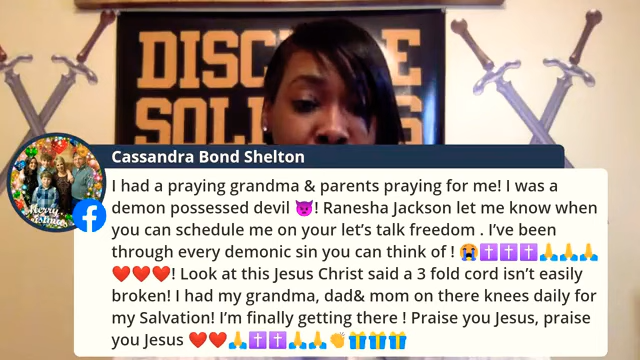 DISC   LE
SOL   S
Cassandra Bond Shelton
I had a praying grandma & parents praying for me! I was a
demon possessed devil 👿! Ranesha Jackson let me know when
you can schedule me on your let’s talk freedom . I’ve been
through every demonic sin you can think of ! 😭✝️✝️✝️🙏🙏🙏
❤️❤️❤️! Look at this Jesus Christ said a 3 fold cord isn’t easily
broken! I had my grandma, dad& mom on there knees daily for
my Salvation! I’m finally getting there ! Praise you Jesus, praise
you Jesus ❤️❤️🙏✝️✝️🙏🙏👏🎁🎁🎁